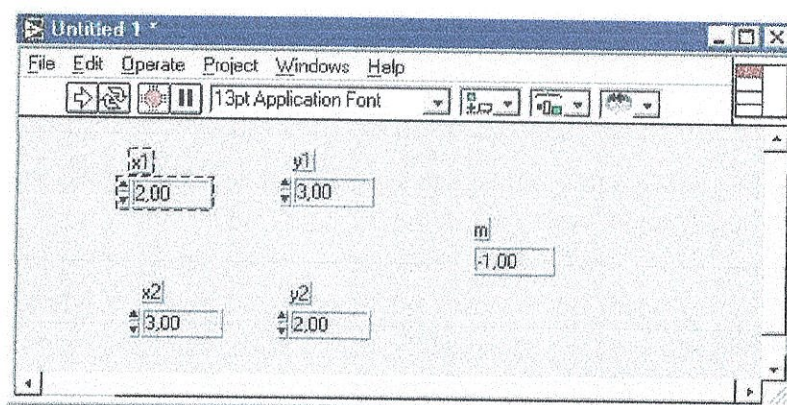 Untitled 1 *
File Edit Operate Project Windows Help
13pt Application Font
x1 y1
2,00 3,00
m
-1,00
x2 y2
3,00 2,00